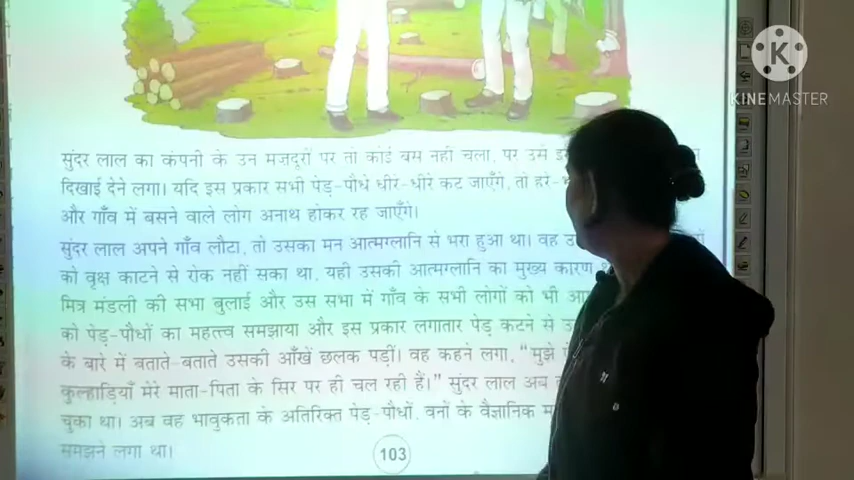 सुंदर लाल का कंपनी के उन मज़दूरों पर तो कोई बस नहीं चला, पर उसे
दिखाई देने लगा। यदि इस प्रकार सभी पेड़-पौधे धीरे-धीरे कट जाएँगे, तो हरे-
और गाँव में बसने वाले लोग अनाथ होकर रह जाएँगे।
सुंदर लाल अपने गाँव लौटा, तो उसका मन आत्मग्लानि से भरा हुआ था। वह
को वृक्ष काटने से रोक नहीं सका था, यही उसकी आत्मग्लानि का मुख्य कारण
मित्र मंडली की सभा बुलाई और उस सभा में गाँव के सभी लोगों को भी
को पेड़-पौधों का महत्त्व समझाया और इस प्रकार लगातार पेड़ कटने से
के बारे में बताते-बताते उसकी आँखें छलक पड़ीं। वह कहने लगा, "मुझे
कुल्हाड़ियाँ मेरे माता-पिता के सिर पर ही चल रही हैं।" सुंदर लाल अब
चुका था। अब वह भावुकता के अतिरिक्त पेड़-पौधों, वनों के वैज्ञानिक
समझने लगा था।
103
K
KINEMASTER